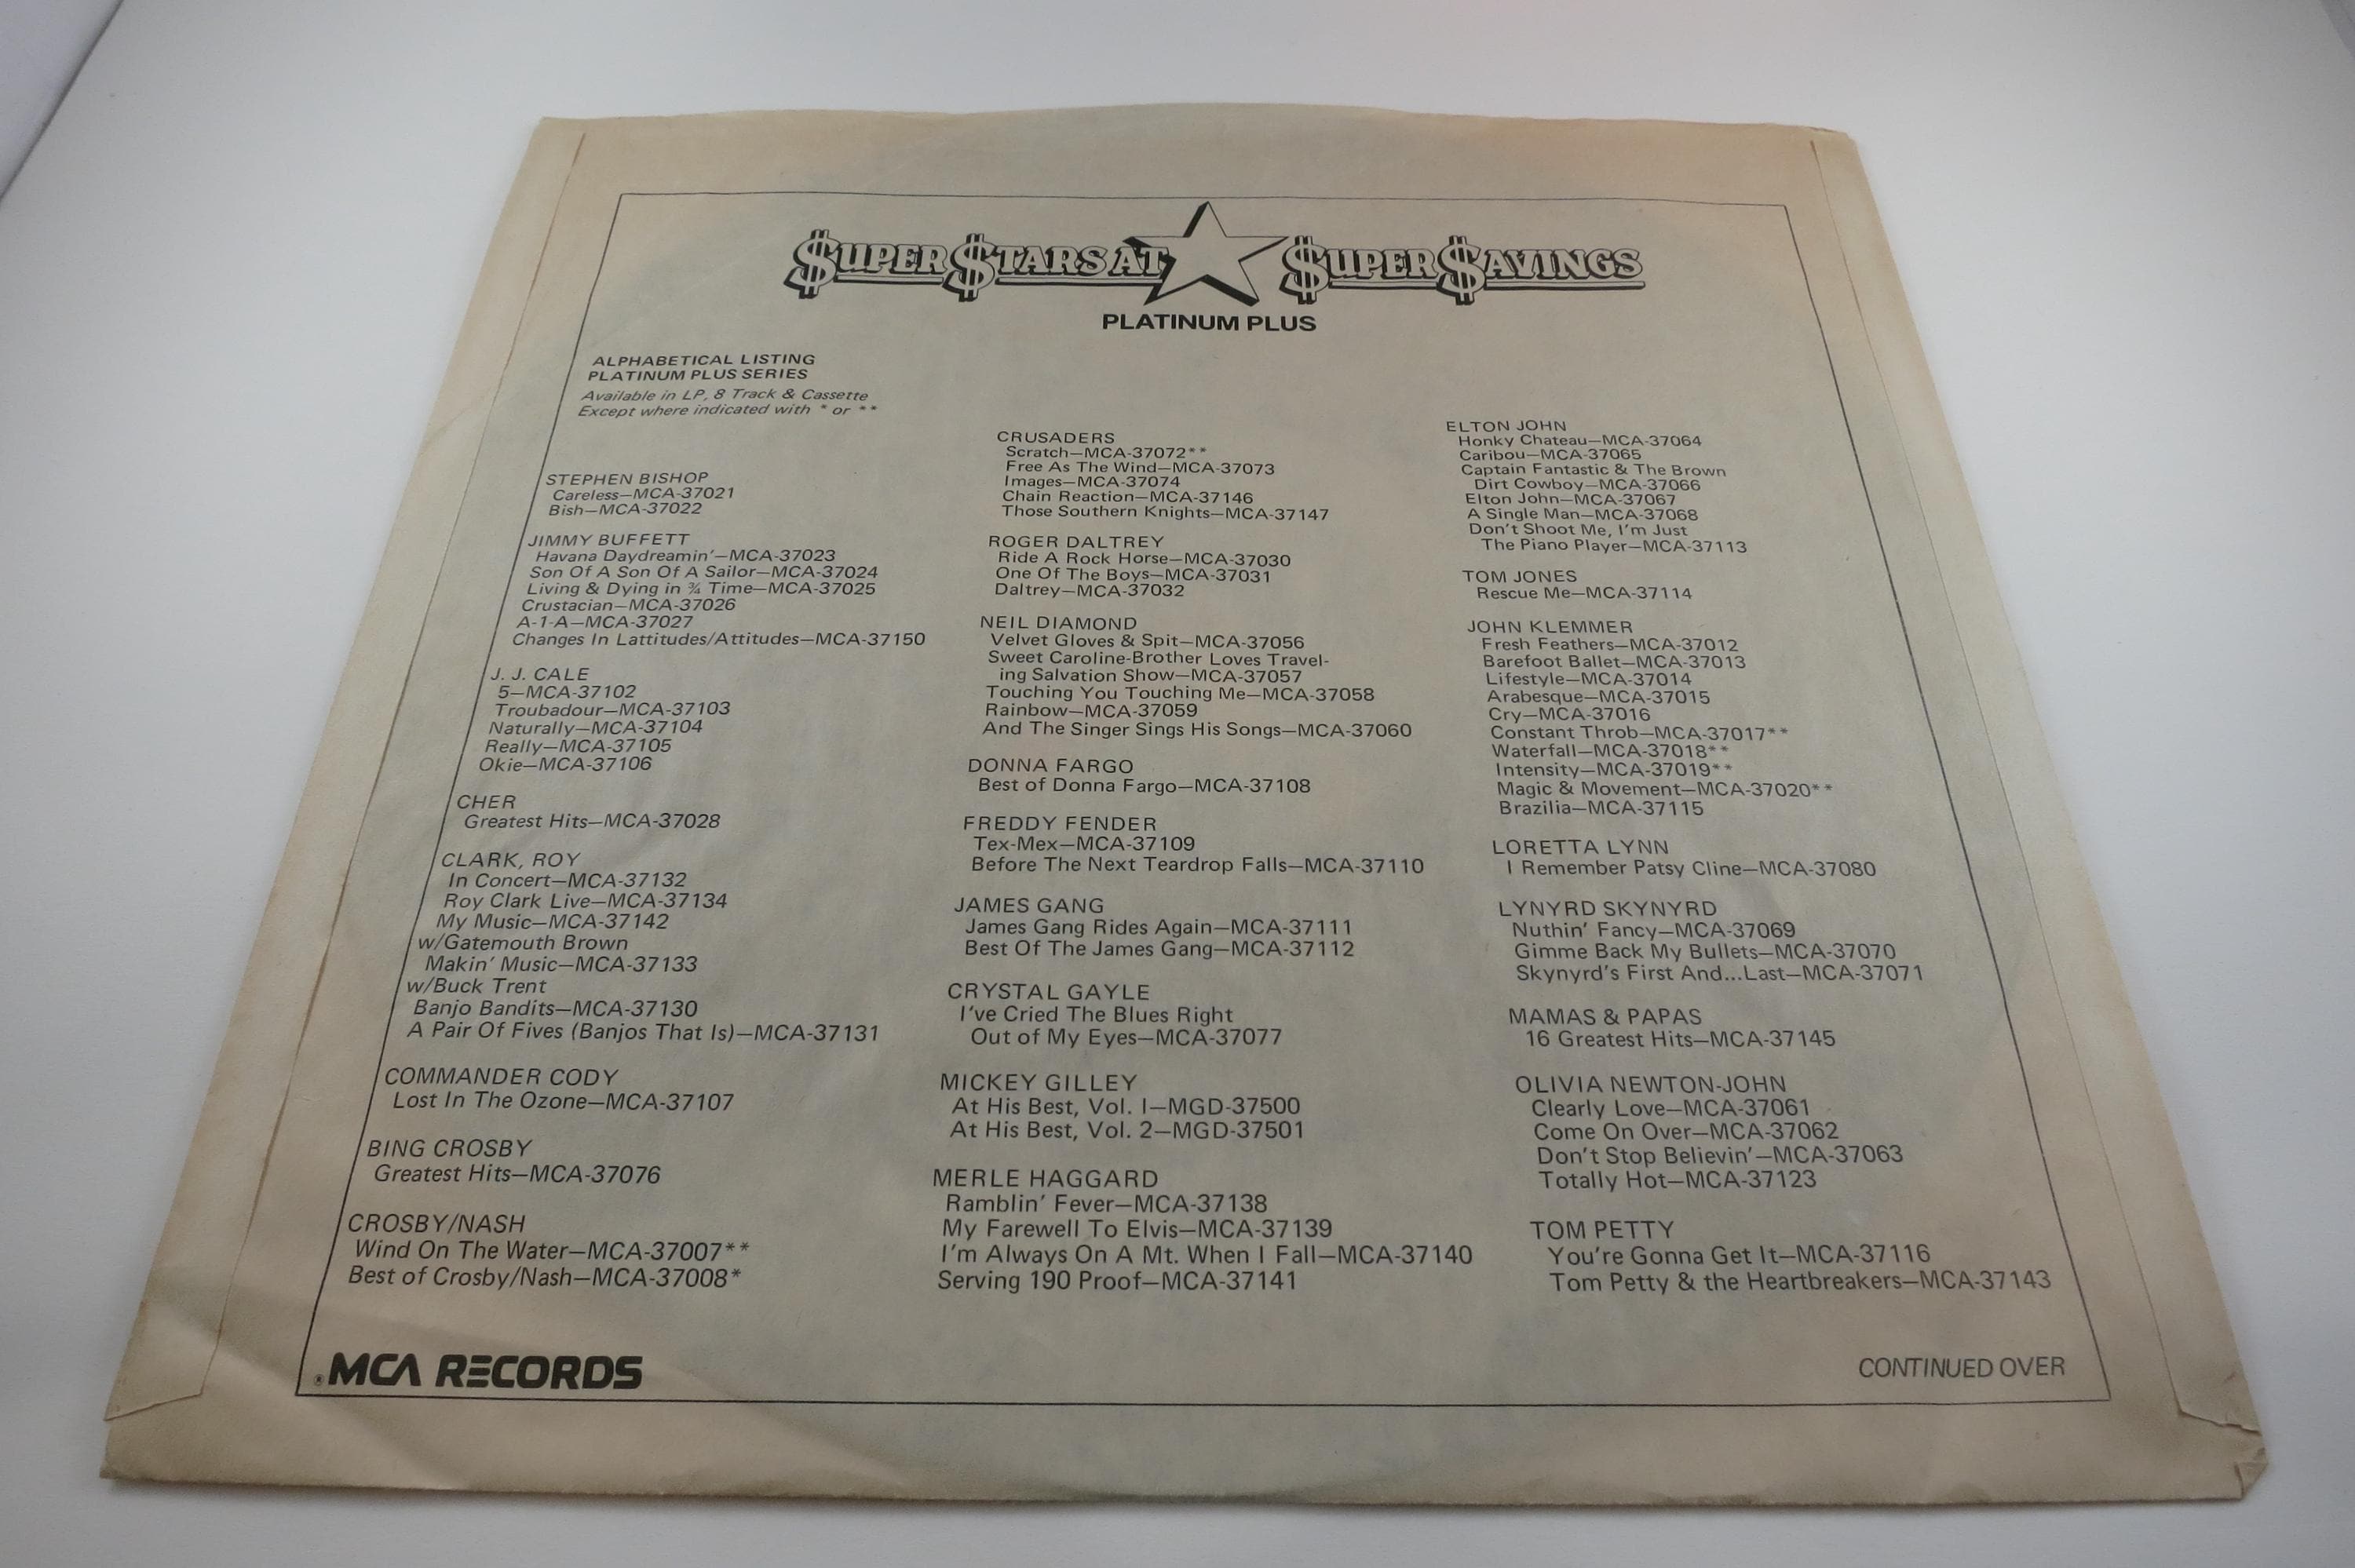 $UPER$TARS AT $UPER$AVINGS
PLATINUM PLUS
ALPHABETICAL LISTING
PLATINUM PLUS SERIES
Available in LP, 8 Track & Cassette
Except where indicated with * or **
STEPHEN BISHOP
Careless—MCA-37021
Bish—MCA-37022
JIMMY BUFFETT
Havana Daydreamin'—MCA-37023
Son Of A Son Of A Sailor—MCA-37024
Living & Dying in ¾ Time—MCA-37025
Crustacian—MCA-37026
A-1-A—MCA-37027
Changes In Lattitudes/Attitudes—MCA-37150
J. J. CALE
5—MCA-37102
Troubadour—MCA-37103
Naturally—MCA-37104
Really—MCA-37105
Okie—MCA-37106
CHER
Greatest Hits—MCA-37028
CLARK, ROY
In Concert—MCA-37132
Roy Clark Live—MCA-37134
My Music—MCA-37142
w/Gatemouth Brown
Makin' Music—MCA-37133
w/Buck Trent
Banjo Bandits—MCA-37130
A Pair Of Fives (Banjos That Is)—MCA-37131
COMMANDER CODY
Lost In The Ozone—MCA-37107
BING CROSBY
Greatest Hits—MCA-37076
CROSBY/NASH
Wind On The Water—MCA-37007**
Best of Crosby/Nash—MCA-37008*
CRUSADERS
Scratch—MCA-37072**
Free As The Wind—MCA-37073
Images—MCA-37074
Chain Reaction—MCA-37146
Those Southern Knights—MCA-37147
ROGER DALTREY
Ride A Rock Horse—MCA-37030
One Of The Boys—MCA-37031
Daltrey—MCA-37032
NEIL DIAMOND
Velvet Gloves & Spit—MCA-37056
Sweet Caroline-Brother Loves Travel-
ing Salvation Show—MCA-37057
Touching You Touching Me—MCA-37058
Rainbow—MCA-37059
And The Singer Sings His Songs—MCA-37060
DONNA FARGO
Best of Donna Fargo—MCA-37108
FREDDY FENDER
Tex-Mex—MCA-37109
Before The Next Teardrop Falls—MCA-37110
JAMES GANG
James Gang Rides Again—MCA-37111
Best Of The James Gang—MCA-37112
CRYSTAL GAYLE
I've Cried The Blues Right
Out of My Eyes—MCA-37077
MICKEY GILLEY
At His Best, Vol. I—MGD-37500
At His Best, Vol. 2—MGD-37501
MERLE HAGGARD
Ramblin' Fever—MCA-37138
My Farewell To Elvis—MCA-37139
I'm Always On A Mt. When I Fall—MCA-37140
Serving 190 Proof—MCA-37141
ELTON JOHN
Honky Chateau—MCA-37064
Caribou—MCA-37065
Captain Fantastic & The Brown
Dirt Cowboy—MCA-37066
Elton John—MCA-37067
A Single Man—MCA-37068
Don't Shoot Me, I'm Just
The Piano Player—MCA-37113
TOM JONES
Rescue Me—MCA-37114
JOHN KLEMMER
Fresh Feathers—MCA-37012
Barefoot Ballet—MCA-37013
Lifestyle—MCA-37014
Arabesque—MCA-37015
Cry—MCA-37016
Constant Throb—MCA-37017**
Waterfall—MCA-37018**
Intensity—MCA-37019**
Magic & Movement—MCA-37020**
Brazilia—MCA-37115
LORETTA LYNN
I Remember Patsy Cline—MCA-37080
LYNYRD SKYNYRD
Nuthin' Fancy—MCA-37069
Gimme Back My Bullets—MCA-37070
Skynyrd's First And...Last—MCA-37071
MAMAS & PAPAS
16 Greatest Hits—MCA-37145
OLIVIA NEWTON-JOHN
Clearly Love—MCA-37061
Come On Over—MCA-37062
Don't Stop Believin'—MCA-37063
Totally Hot—MCA-37123
TOM PETTY
You're Gonna Get It—MCA-37116
Tom Petty & the Heartbreakers—MCA-37143
®MCA RECORDS
CONTINUED OVER